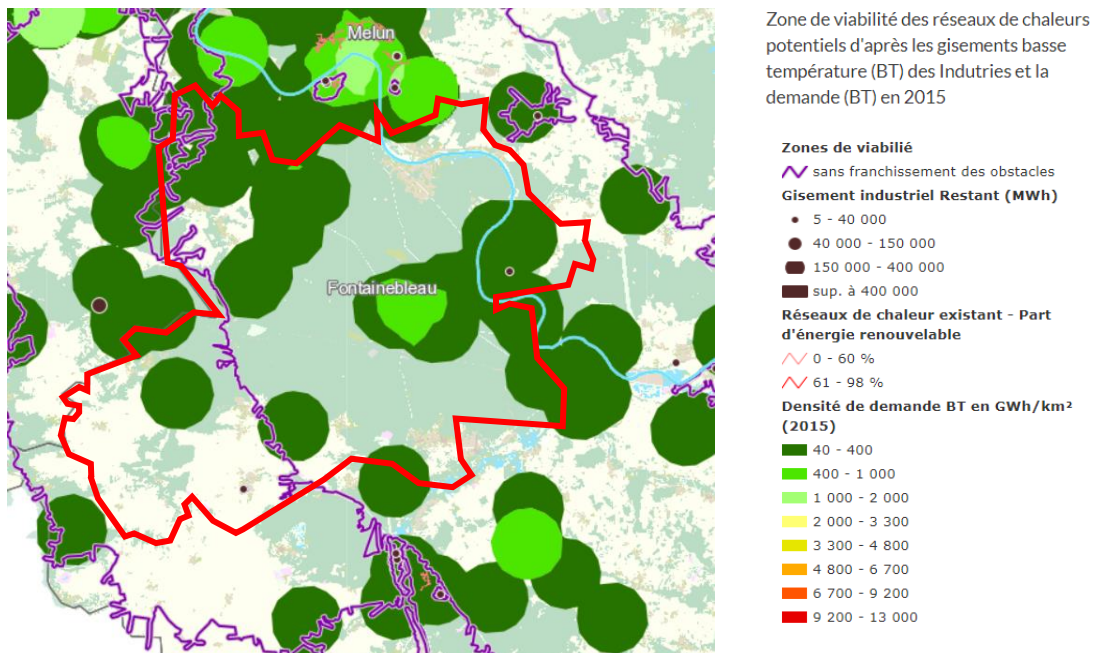 Melun
Fontainebleau
Zone de viabilité des réseaux de chaleurs
potentiels d'après les gisements basse
température (BT) des Indutries et la
demande (BT) en 2015
Zones de viabilié
sans franchissement des obstacles
Gisement industriel Restant (MWh)
5 - 40 000
40 000 - 150 000
150 000 - 400 000
sup. à 400 000
Réseaux de chaleur existant - Part
d'énergie renouvelable
0 - 60 %
61 - 98 %
Densité de demande BT en GWh/km²
(2015)
40 - 400
400 - 1 000
1 000 - 2 000
2 000 - 3 300
3 300 - 4 800
4 800 - 6 700
6 700 - 9 200
9 200 - 13 000